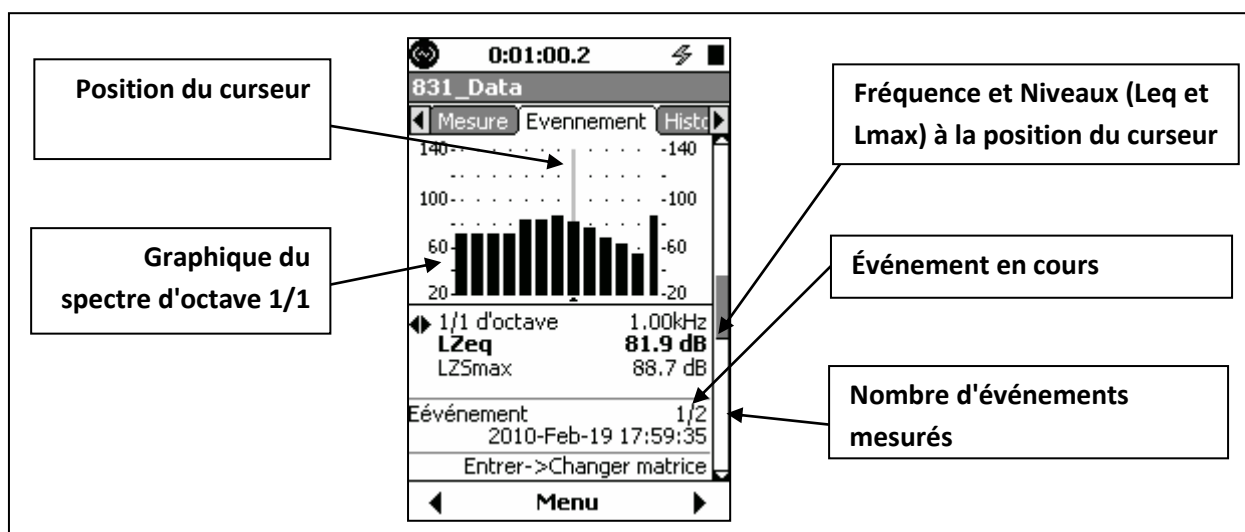 Position du curseur
Graphique du
spectre d'octave 1/1
0:01:00.2
831_Data
Mesure Evennement Histo
140 -140
100 -100
60 -60
20 -20
1/1 d'octave 1.00kHz
LZeq 81.9 dB
LZSmax 88.7 dB
Eévénement 1/2
2010-Feb-19 17:59:35
Entrer->Changer matrice
Menu
Fréquence et Niveaux (Leq et
Lmax) à la position du curseur
Événement en cours
Nombre d'événements
mesurés